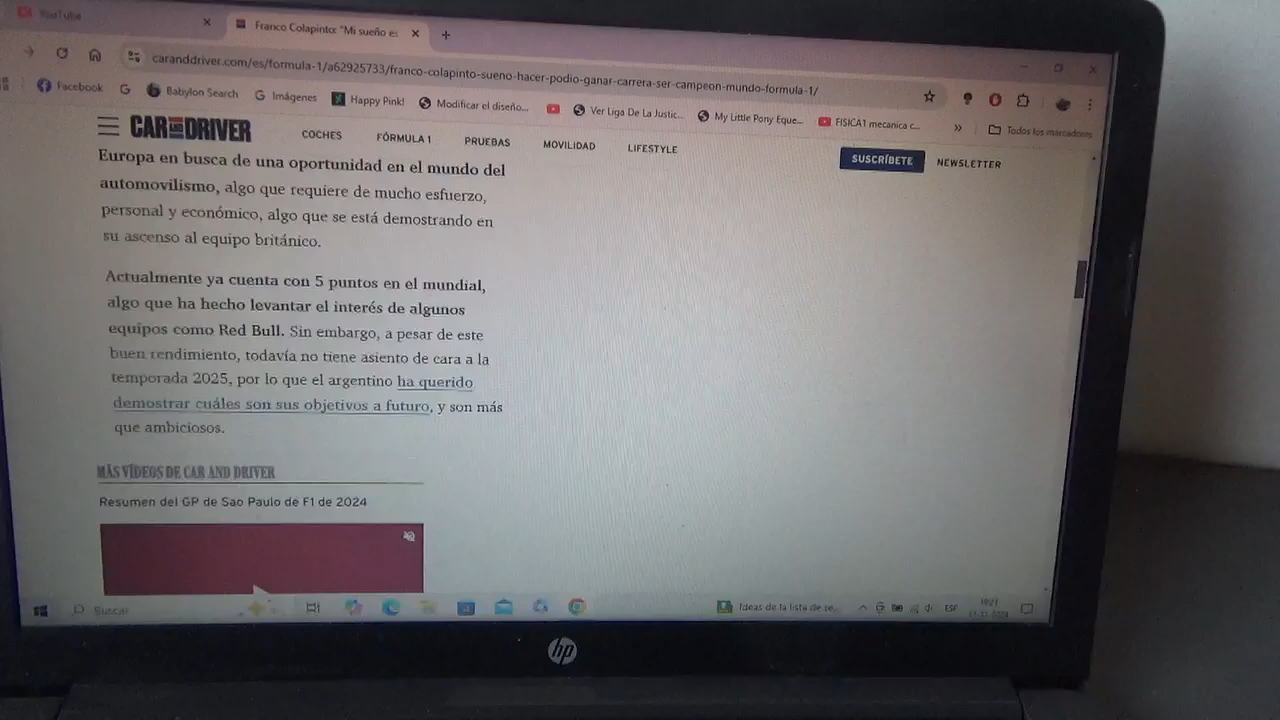 YouTube
Franco Colapinto: "Mi sueño es
caranddriver.com/es/formula-1/a62925733/franco-colapinto-sueno-hacer-podio-ganar-carrera-ser-campeon-mundo-formula-1/
Facebook
Babylon Search
Imágenes
Happy Pink!
Modificar el diseño...
Ver Liga De La Justic...
My Little Pony Eque...
FISICA1 mecanica c...
Todos los marcadores
CAR AND DRIVER
COCHES
FÓRMULA 1
PRUEBAS
MOVILIDAD
LIFESTYLE
SUSCRÍBETE
NEWSLETTER
Europa en busca de una oportunidad en el mundo del
automovilismo, algo que requiere de mucho esfuerzo,
personal y económico, algo que se está demostrando en
su ascenso al equipo británico.
Actualmente ya cuenta con 5 puntos en el mundial,
algo que ha hecho levantar el interés de algunos
equipos como Red Bull. Sin embargo, a pesar de este
buen rendimiento, todavía no tiene asiento de cara a la
temporada 2025, por lo que el argentino ha querido
demostrar cuáles son sus objetivos a futuro, y son más
que ambiciosos.
MÁS VÍDEOS DE CAR AND DRIVER
Resumen del GP de Sao Paulo de F1 de 2024
Buscar
Ideas de la lista de re...
ESP
hp